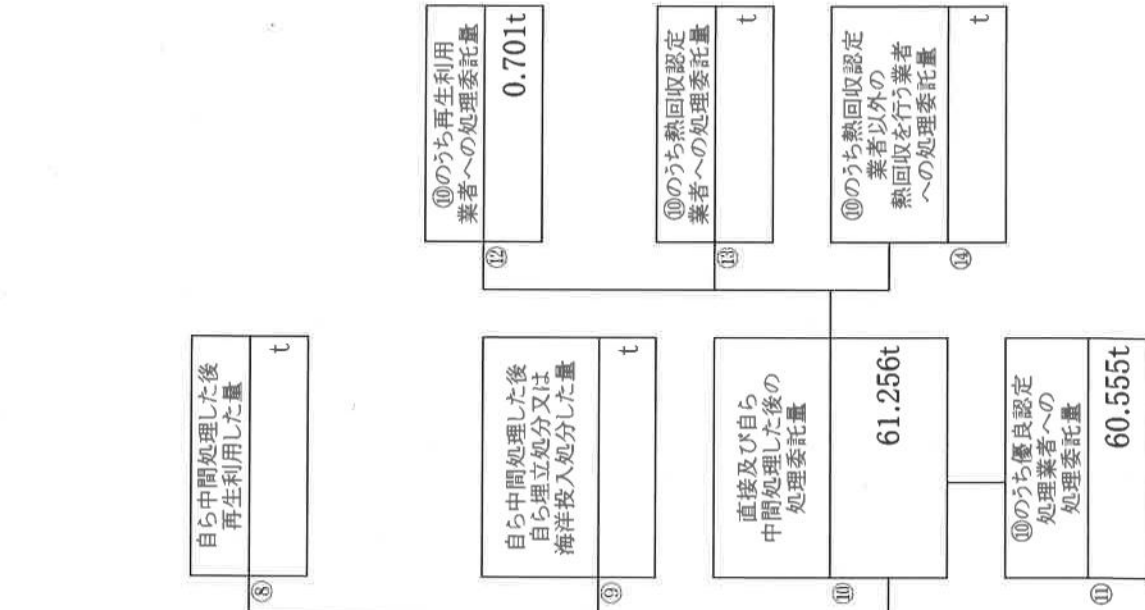 自ら中間処理した後
再生利用した量
⑧
t
自ら中間処理した後
自ら埋立処分又は
海洋投入処分した量
⑨
t
直接及び自ら
中間処理した後の
処理委託量
⑩
61.256t
⑩のうち優良認定
処理業者への
処理委託量
⑪
60.555t
⑩のうち再生利用
業者への処理委託量
⑫
0.701t
⑩のうち熱回収認定
業者への処理委託量
⑬
t
⑩のうち熱回収認定
業者以外の
熱回収を行う業者
への処理委託量
⑭
t